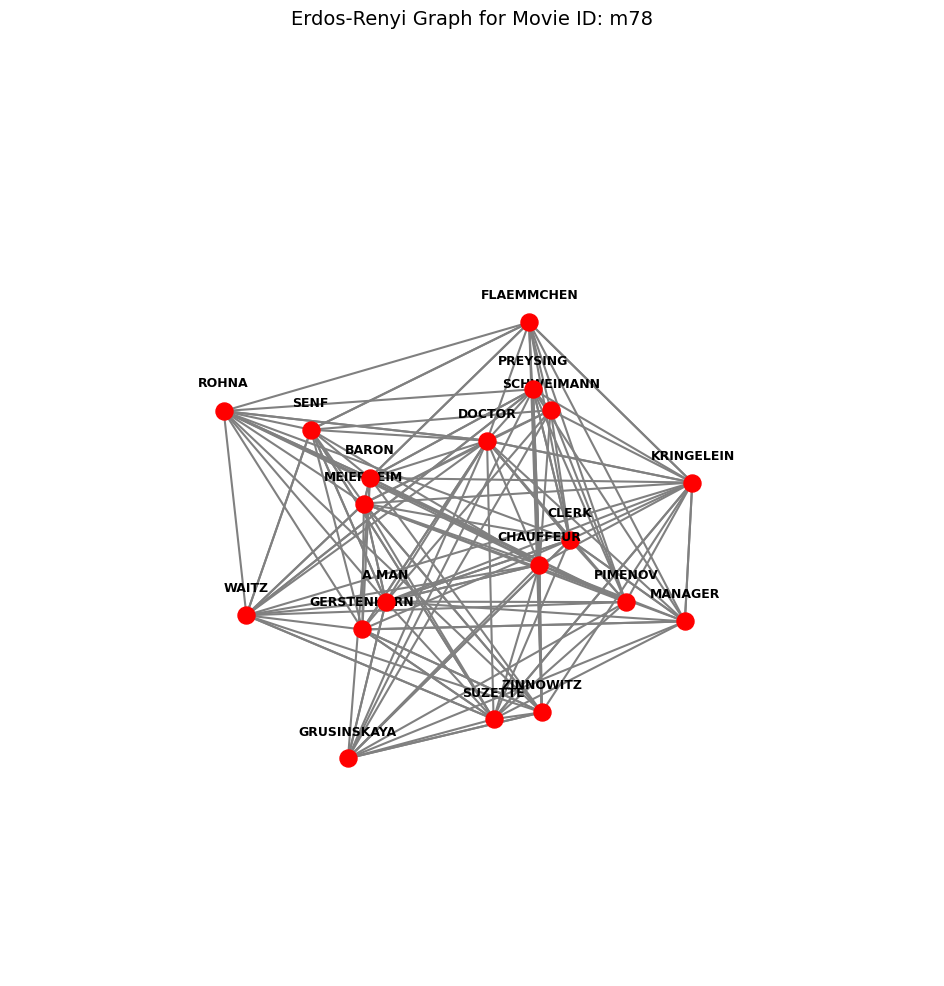 Erdos-Renyi Graph for Movie ID: m78
FLAEMMCHEN
PREYSING
ROHNA
SCHWEIMANN
SENF
DOCTOR
BARON
KRINGELEIN
MEIERHEIM
CLERK
CHAUFFEUR
A MAN
PIMENOV
WAITZ
MANAGER
GERSTENKORN
ZINNOWITZ
SUZETTE
GRUSINSKAYA